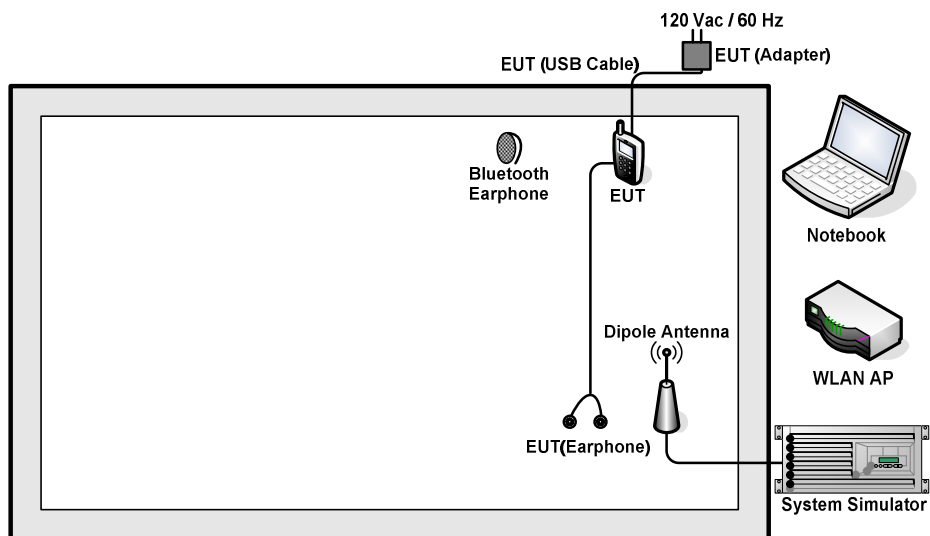 120 Vac / 60 Hz
EUT (Adapter)
EUT (USB Cable)
Bluetooth
Earphone
EUT
Notebook
Dipole Antenna
WLAN AP
EUT(Earphone)
System Simulator